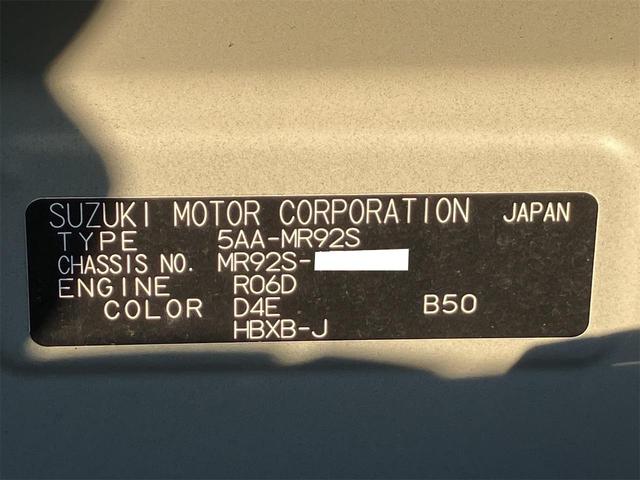 SUZUKI MOTOR CORPORATION JAPAN
TYPE 5AA-MR92S
CHASSIS NO. MR92S-
ENGINE R06D
COLOR D4E B50
HBXB-J